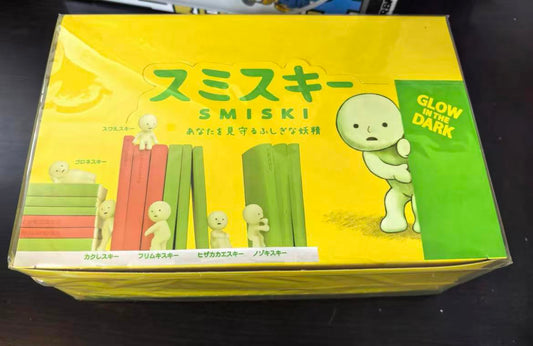 スミスキー
SMISKI
あなたを見守るふしぎな妖精
GLOW
IN THE
DARK
スワルスキー
ゴロネスキー
カクレスキー フリムキスキー ヒザカカエスキー ノゾキスキー